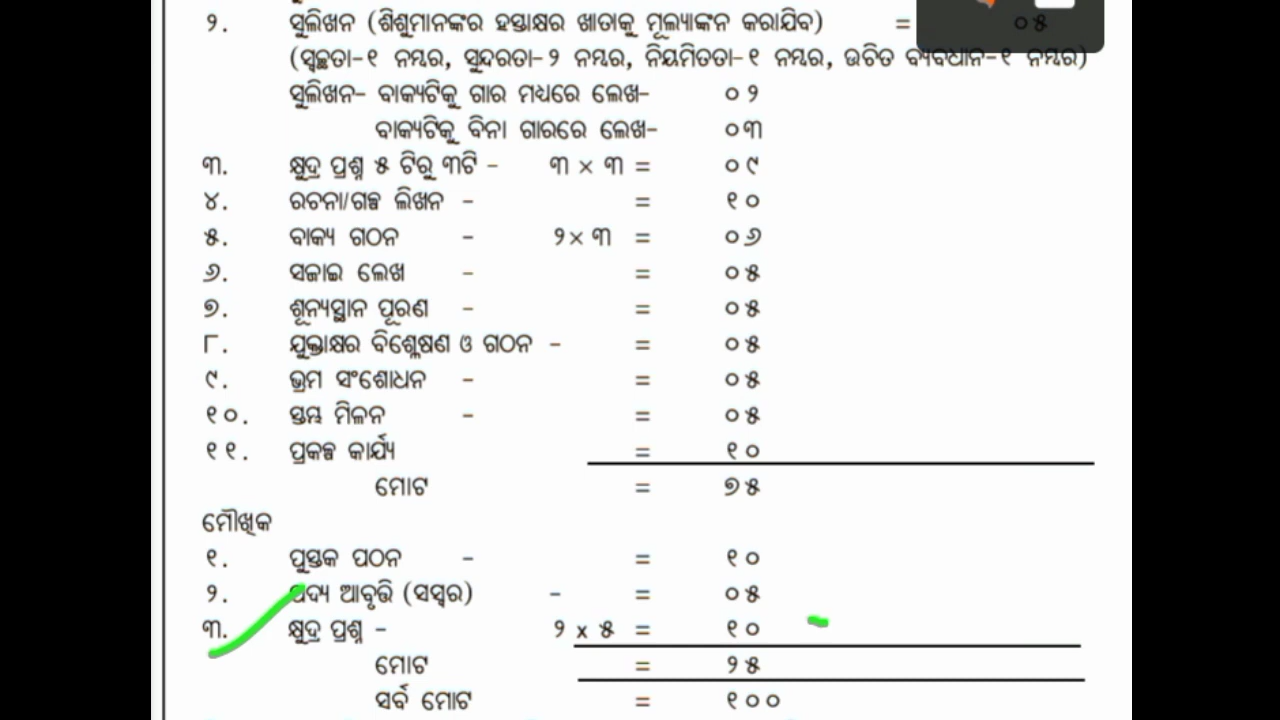 ୨. ସୁଲିଖନ (ଶିଶୁମାନଙ୍କର ହସ୍ତାକ୍ଷର ଖାତାକୁ ମୂଲ୍ୟାଙ୍କନ କରାଯିବ) = ୦୫
(ସ୍ୱଚ୍ଛତା-୧ ନମ୍ବର, ସୁନ୍ଦରତା-୨ ନମ୍ବର, ନିୟମିତତା-୧ ନମ୍ବର, ଉଚିତ ବ୍ୟବଧାନ-୧ ନମ୍ବର)
ସୁଲିଖନ- ବାକ୍ୟଟିକୁ ଗାର ମଧ୍ୟରେ ଲେଖ- ୦୨
ବାକ୍ୟଟିକୁ ବିନା ଗାରରେ ଲେଖ- ୦୩
୩. କ୍ଷୁଦ୍ର ପ୍ରଶ୍ନ ୫ ଟିରୁ ୩ଟି - ୩ × ୩ = ୦୯
୪. ରଚନା/ଗଳ୍ପ ଲିଖନ - = ୧୦
୫. ବାକ୍ୟ ଗଠନ - ୨× ୩ = ୦୬
୬. ସଜାଇ ଲେଖ - = ୦୫
୭. ଶୂନ୍ୟସ୍ଥାନ ପୂରଣ - = ୦୫
୮. ଯୁକ୍ତାକ୍ଷର ବିଶ୍ଳେଷଣ ଓ ଗଠନ - = ୦୫
୯. ଭ୍ରମ ସଂଶୋଧନ - = ୦୫
୧୦. ସ୍ତମ୍ଭ ମିଳନ - = ୦୫
୧୧. ପ୍ରକଳ୍ପ କାର୍ଯ୍ୟ = ୧୦
ମୋଟ = ୭୫
ମୌଖିକ
୧. ପୁସ୍ତକ ପଠନ - = ୧୦
୨. ପଦ୍ୟ ଆବୃତ୍ତି (ସସ୍ୱର) - = ୦୫
୩. କ୍ଷୁଦ୍ର ପ୍ରଶ୍ନ - ୨ x ୫ = ୧୦
ମୋଟ = ୨୫
ସର୍ବ ମୋଟ = ୧୦୦